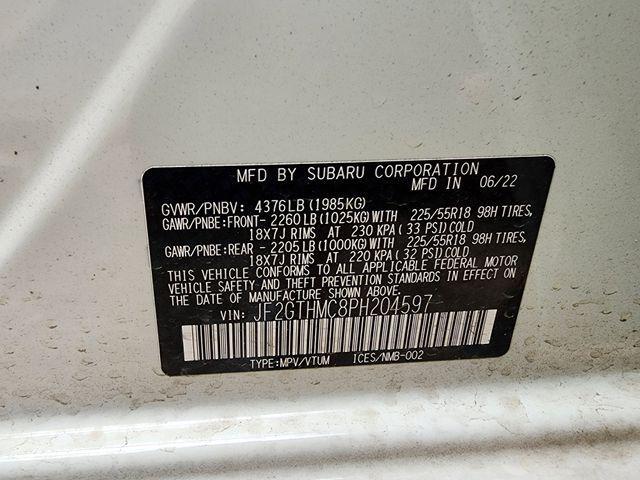 MFD BY SUBARU CORPORATION
MFD IN 06/22
GVWR/PNBV: 4376LB(1985KG)
GAWR/PNBE:FRONT- 2260LB(1025KG)WITH 225/55R18 98H TIRES,
18X7J RIMS AT 230 KPA( 33 PSI)COLD
GAWR/PNBE:REAR - 2205LB(1000KG)WITH 225/55R18 98H TIRES,
18X7J RIMS AT 220 KPA( 32 PSI)COLD
THIS VEHICLE CONFORMS TO ALL APPLICABLE FEDERAL MOTOR
VEHICLE SAFETY AND THEFT PREVENTION STANDARDS IN EFFECT
ON THE DATE OF MANUFACTURE SHOWN ABOVE.
VIN: JF2GTHMC8PH204597
TYPE:MPV/VTUM ICES/NMB-002